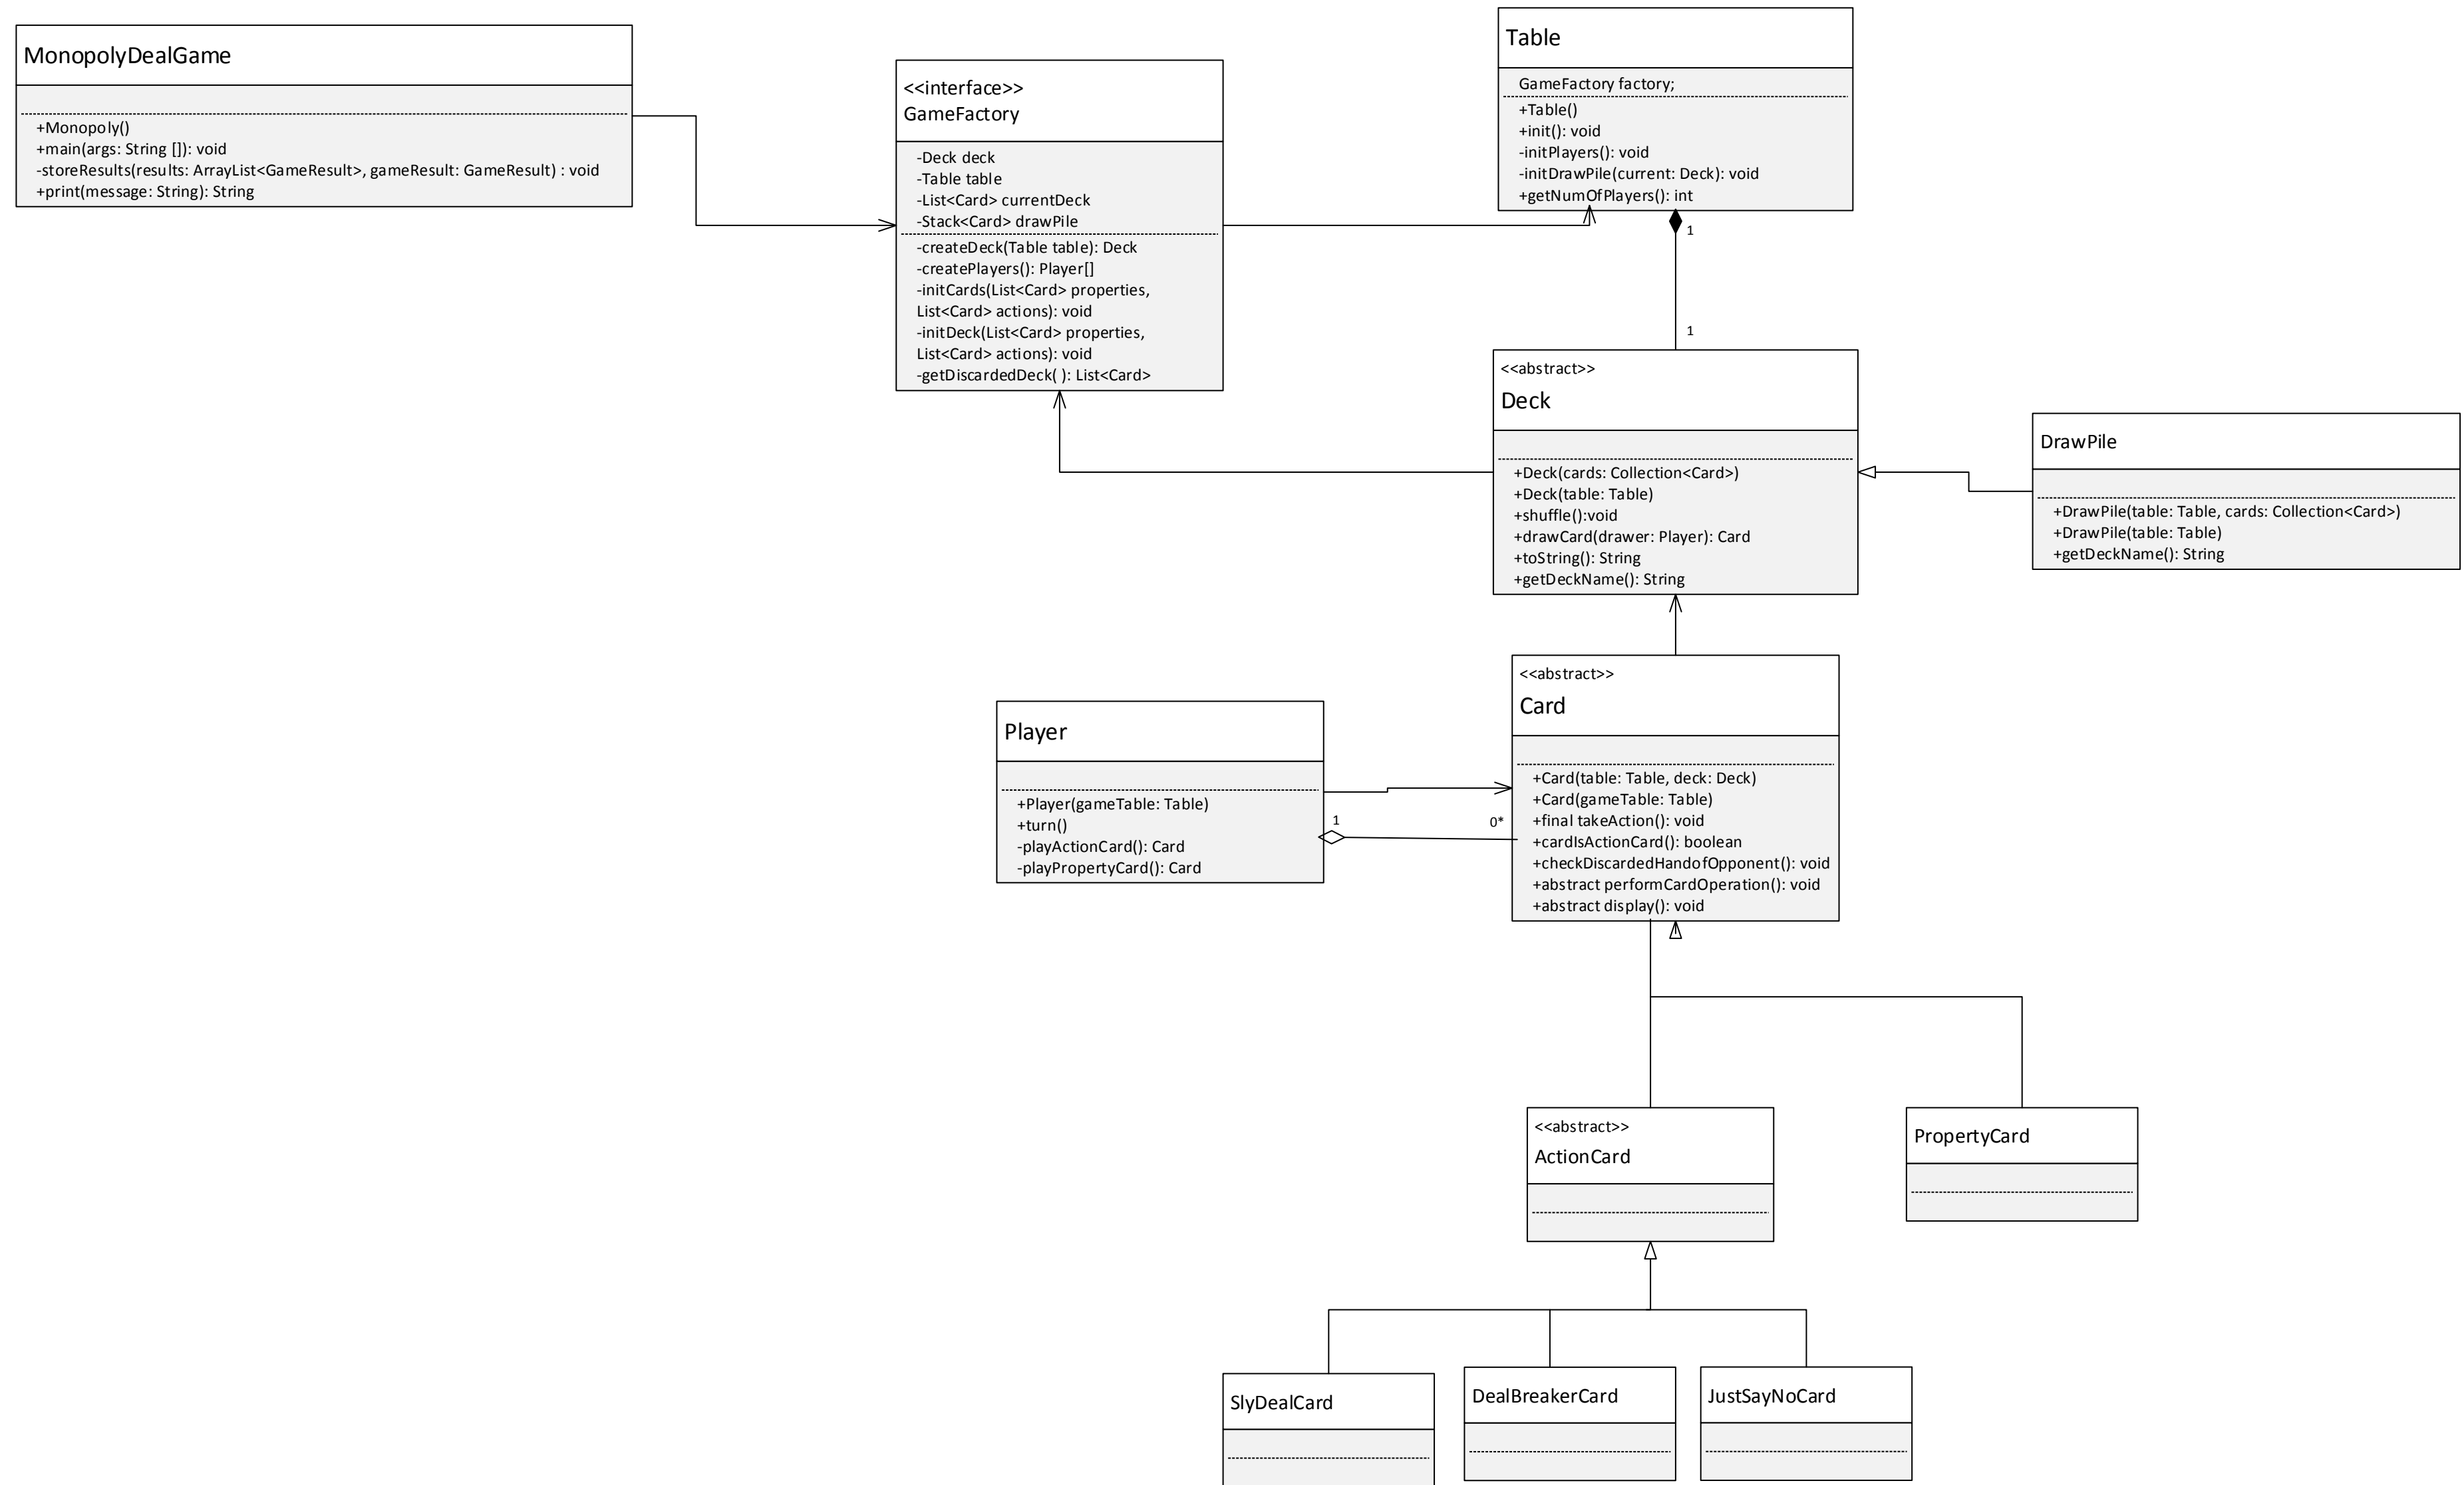 MonopolyDealGame
+Monopoly()
+main(args: String []): void
-storeResults(results: ArrayList<GameResult>, gameResult: GameResult) : void
+print(message: String): String
<<interface>>
GameFactory
-Deck deck
-Table table
-List<Card> currentDeck
-Stack<Card> drawPile
-createDeck(Table table): Deck
-createPlayers(): Player[]
-initCards(List<Card> properties,
List<Card> actions): void
-initDeck(List<Card> properties,
List<Card> actions): void
-getDiscardedDeck( ): List<Card>
Table
GameFactory factory;
+Table()
+init(): void
-initPlayers(): void
-initDrawPile(current: Deck): void
+getNumOfPlayers(): int
1
1
<<abstract>>
Deck
+Deck(cards: Collection<Card>)
+Deck(table: Table)
+shuffle():void
+drawCard(drawer: Player): Card
+toString(): String
+getDeckName(): String
DrawPile
+DrawPile(table: Table, cards: Collection<Card>)
+DrawPile(table: Table)
+getDeckName(): String
Player
+Player(gameTable: Table)
+turn()
-playActionCard(): Card
-playPropertyCard(): Card
1
0*
<<abstract>>
Card
+Card(table: Table, deck: Deck)
+Card(gameTable: Table)
+final takeAction(): void
+cardIsActionCard(): boolean
+checkDiscardedHandofOpponent(): void
+abstract performCardOperation(): void
+abstract display(): void
<<abstract>>
ActionCard
PropertyCard
SlyDealCard
DealBreakerCard
JustSayNoCard